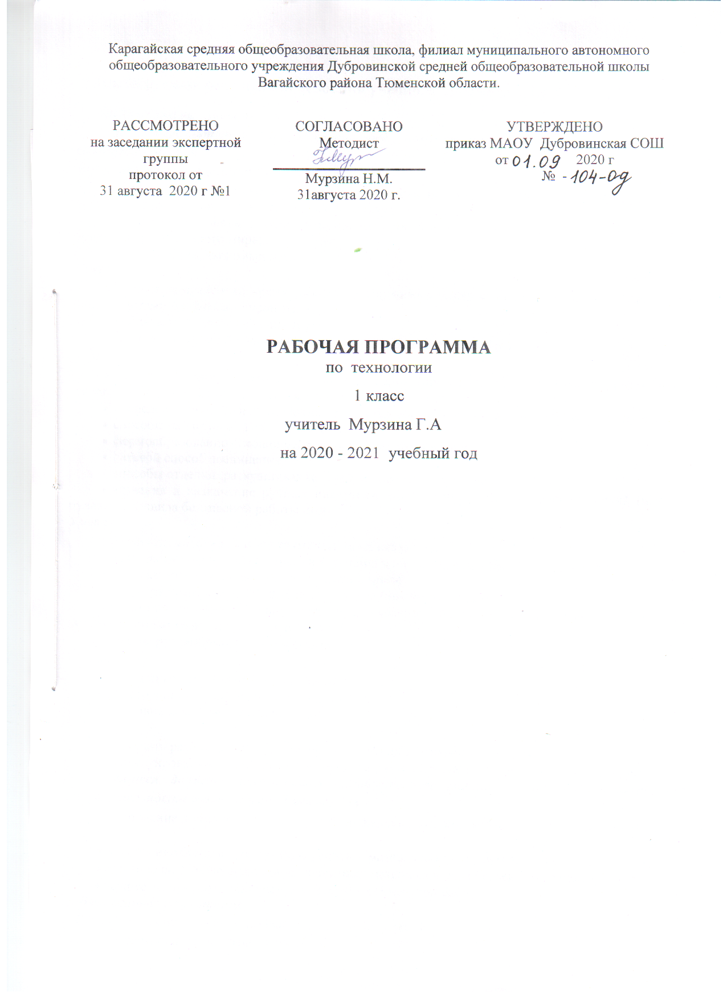 Карагайская средняя общеобразовательная школа, филиал муниципального автономного
общеобразовательного учреждения Дубровинской средней общеобразовательной школы
Вагайского района Тюменской области.
РАССМОТРЕНО
на заседании экспертной
группы
протокол от
31 августа 2020 г №1
СОГЛАСОВАНО
Методист
Мурзина Н.М.
31августа 2020 г.
УТВЕРЖДЕНО
приказ МАОУ Дубровинская СОШ
от 01.09 2020 г
№ - 104-од
РАБОЧАЯ ПРОГРАММА
по технологии
1 класс
учитель Мурзина Г.А
на 2020 - 2021 учебный год